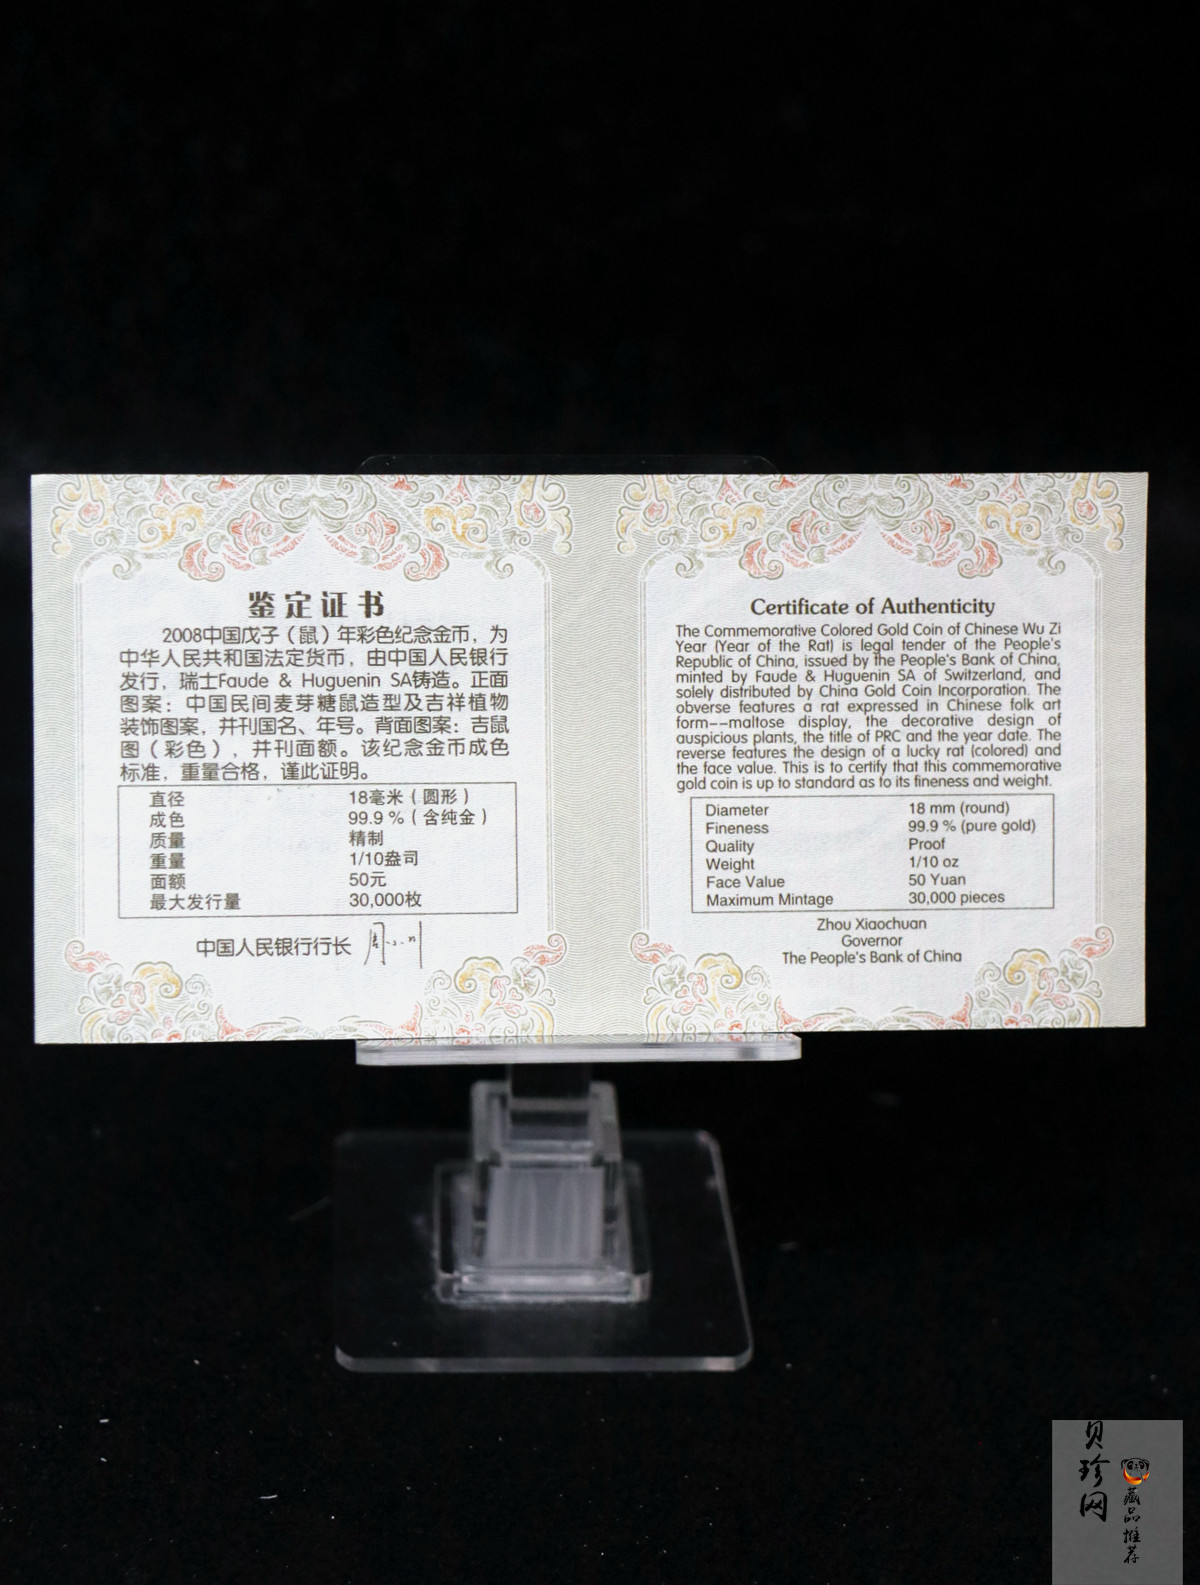 鉴定证书
2008中国戊子（鼠）年彩色纪念金币，为
中华人民共和国法定货币，由中国人民银行
发行，瑞士Faude & Huguenin SA铸造。正面
图案：中国民间麦芽糖鼠造型及吉祥植物
装饰图案，并刊国名、年号。背面图案：吉鼠
图（彩色），并刊面额。该纪念金币成色
标准，重量合格，谨此证明。
直径 18毫米（圆形）
成色 99.9 %（含纯金）
质量 精制
重量 1/10盎司
面额 50元
最大发行量 30,000枚
中国人民银行行长 周小川
Certificate of Authenticity
The Commemorative Colored Gold Coin of Chinese Wu Zi
Year (Year of the Rat) is legal tender of the People's
Republic of China, issued by the People's Bank of China,
minted by Faude & Huguenin SA of Switzerland, and
solely distributed by China Gold Coin Incorporation. The
obverse features a rat expressed in Chinese folk art
form--maltose display, the decorative design of
auspicious plants, the title of PRC and the year date. The
reverse features the design of a lucky rat (colored) and
the face value. This is to certify that this commemorative
gold coin is up to standard as to its fineness and weight.
Diameter 18 mm (round)
Fineness 99.9 % (pure gold)
Quality Proof
Weight 1/10 oz
Face Value 50 Yuan
Maximum Mintage 30,000 pieces
Zhou Xiaochuan
Governor
The People's Bank of China
贝珍网
藏品推荐